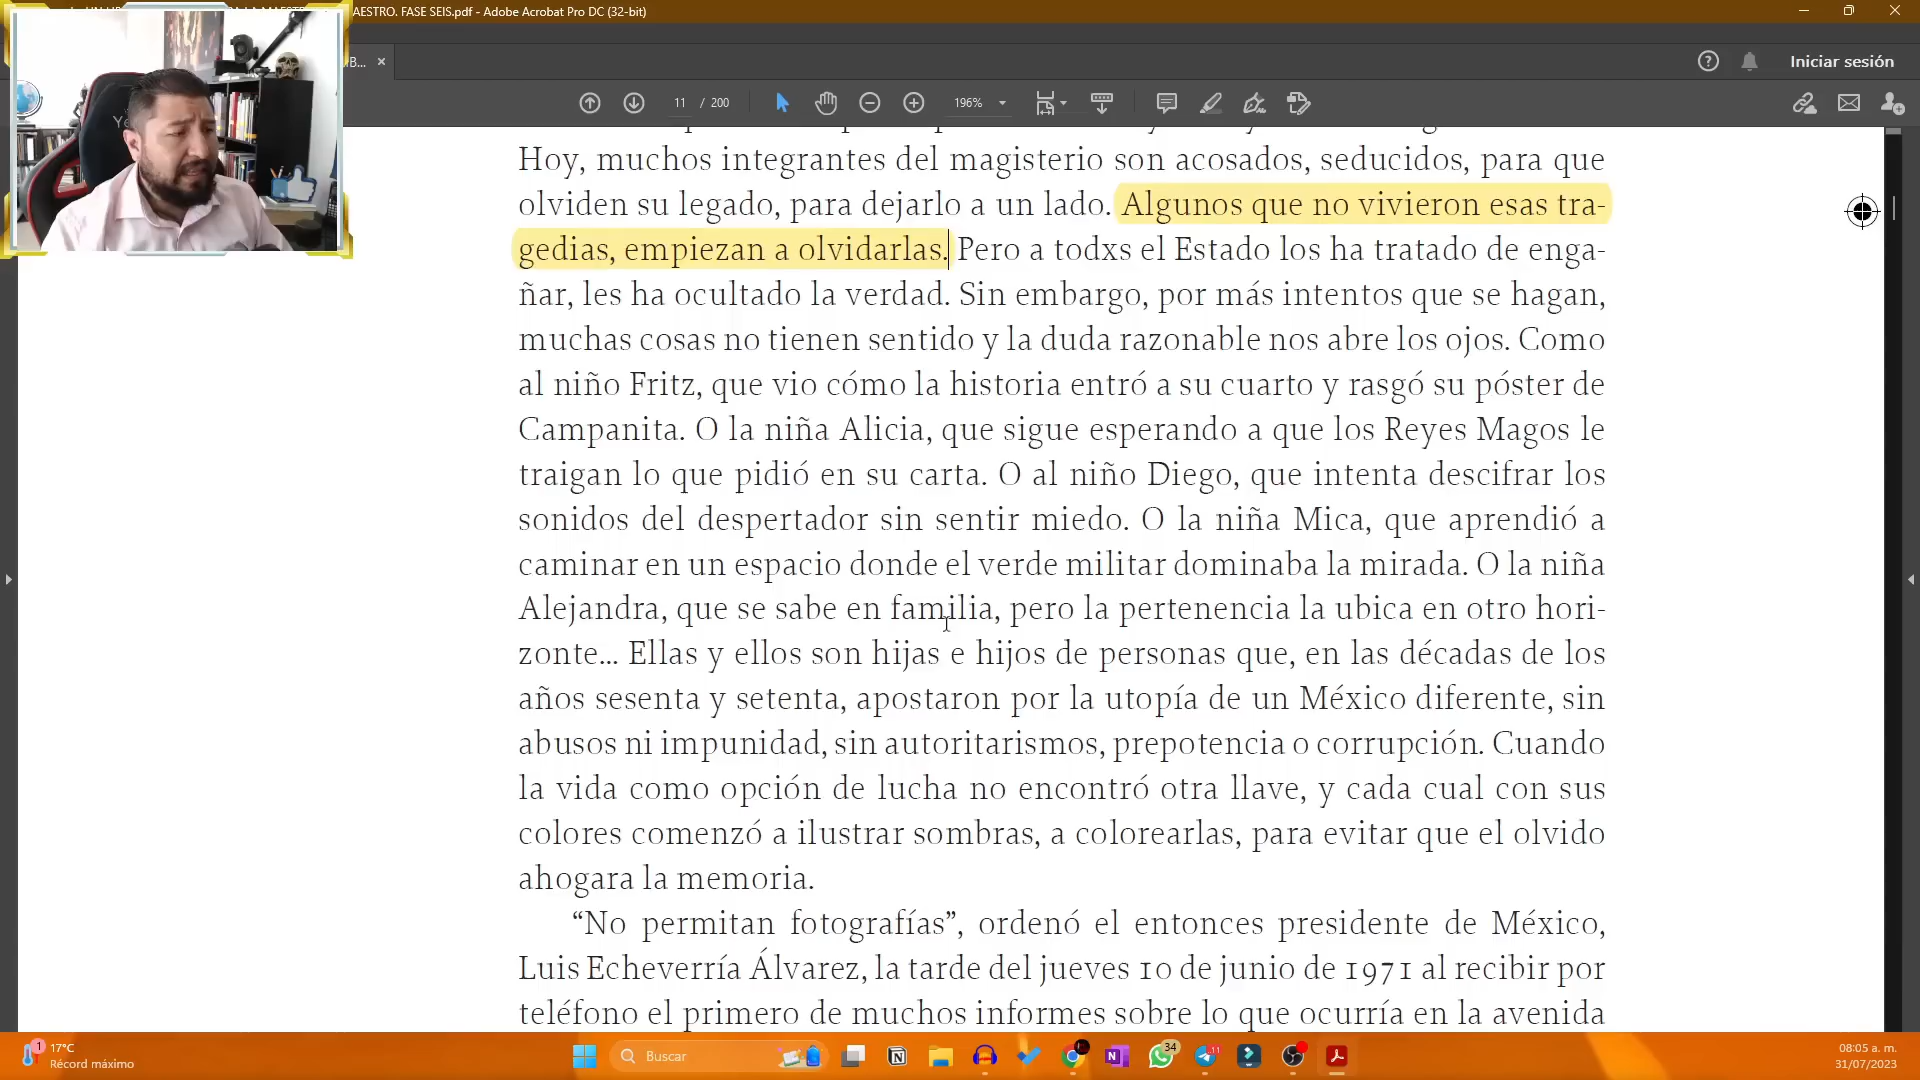 AESTRO. FASE SEIS.pdf - Adobe Acrobat Pro DC (32-bit)
B... ×
Iniciar sesión
11 / 200
196%
Hoy, muchos integrantes del magisterio son acosados, seducidos, para que
olviden su legado, para dejarlo a un lado. Algunos que no vivieron esas tra-
gedias, empiezan a olvidarlas. Pero a todxs el Estado los ha tratado de enga-
ñar, les ha ocultado la verdad. Sin embargo, por más intentos que se hagan,
muchas cosas no tienen sentido y la duda razonable nos abre los ojos. Como
al niño Fritz, que vio cómo la historia entró a su cuarto y rasgó su póster de
Campanita. O la niña Alicia, que sigue esperando a que los Reyes Magos le
traigan lo que pidió en su carta. O al niño Diego, que intenta descifrar los
sonidos del despertador sin sentir miedo. O la niña Mica, que aprendió a
caminar en un espacio donde el verde militar dominaba la mirada. O la niña
Alejandra, que se sabe en familia, pero la pertenencia la ubica en otro hori-
zonte... Ellas y ellos son hijas e hijos de personas que, en las décadas de los
años sesenta y setenta, apostaron por la utopía de un México diferente, sin
abusos ni impunidad, sin autoritarismos, prepotencia o corrupción. Cuando
la vida como opción de lucha no encontró otra llave, y cada cual con sus
colores comenzó a ilustrar sombras, a colorearlas, para evitar que el olvido
ahogara la memoria.
“No permitan fotografías”, ordenó el entonces presidente de México,
Luis Echeverría Álvarez, la tarde del jueves 10 de junio de 1971 al recibir por
teléfono el primero de muchos informes sobre lo que ocurría en la avenida
1
17°C
Récord máximo
Buscar
34
11
08:05 a. m.
31/07/2023